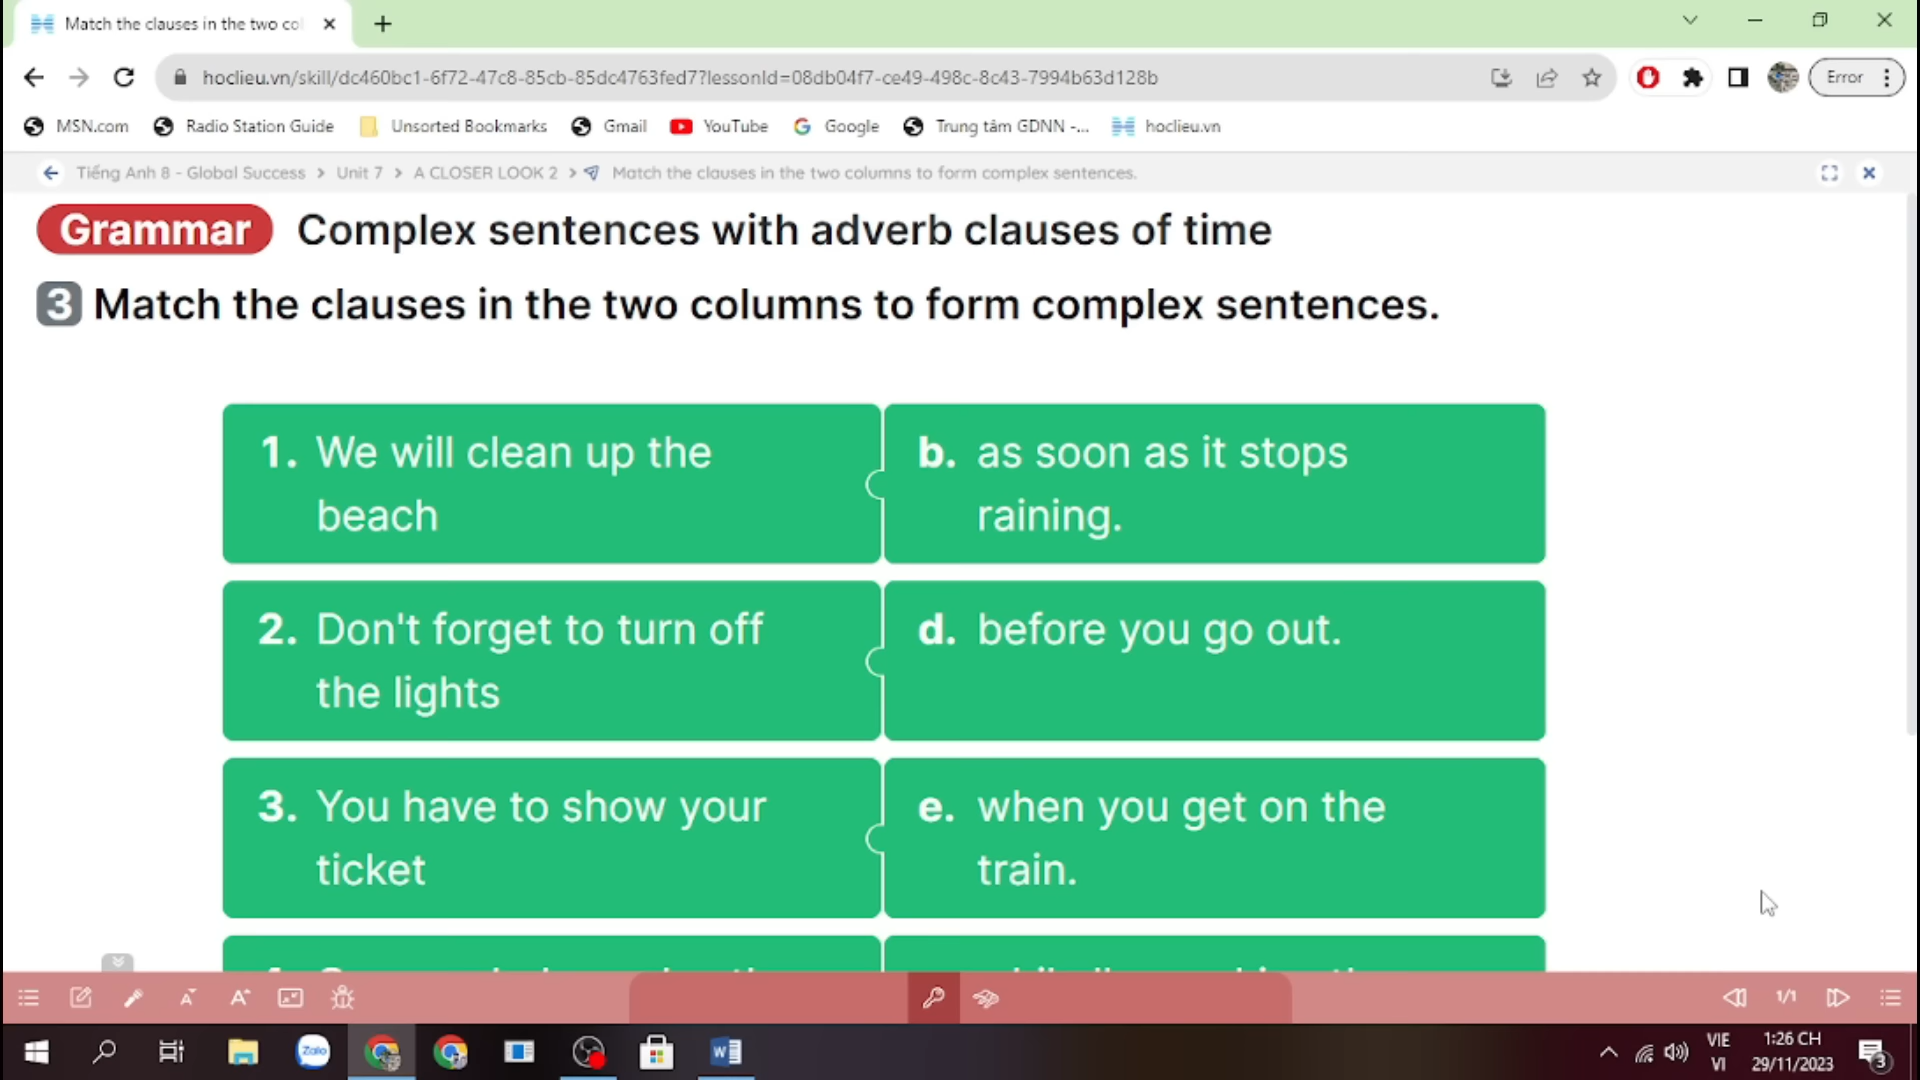 Match the clauses in the two co
hoclieu.vn/skill/dc460bc1-6f72-47c8-85cb-85dc4763fed7?lessonId=08db04f7-ce49-498c-8c43-7994b63d128b
Error
MSN.com Radio Station Guide Unsorted Bookmarks Gmail YouTube Google Trung tâm GDNN -... hoclieu.vn
Tiếng Anh 8 - Global Success > Unit 7 > A CLOSER LOOK 2 > Match the clauses in the two columns to form complex sentences.
Grammar Complex sentences with adverb clauses of time
3 Match the clauses in the two columns to form complex sentences.
1. We will clean up the
beach
b. as soon as it stops
raining.
2. Don't forget to turn off
the lights
d. before you go out.
3. You have to show your
ticket
e. when you get on the
train.
1/1
Zalo
VIE
VI
1:26 CH
29/11/2023
3